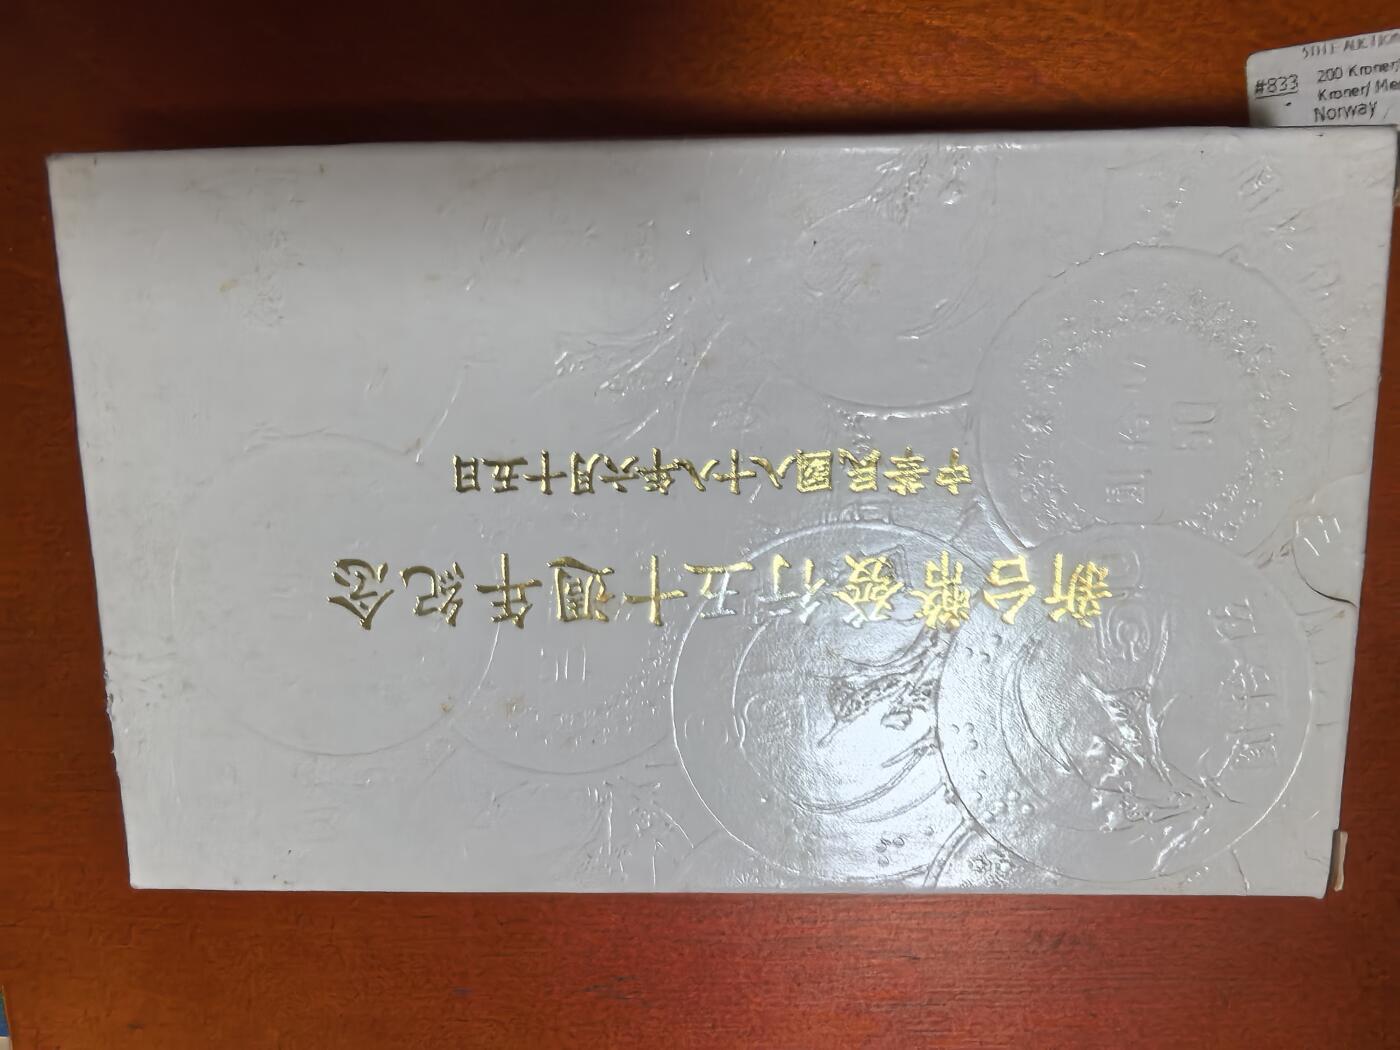 新台幣發行五十週年紀念
中華民國八十八年六月十五日
#833
200 Kroner/
Kroner/
Norway
50